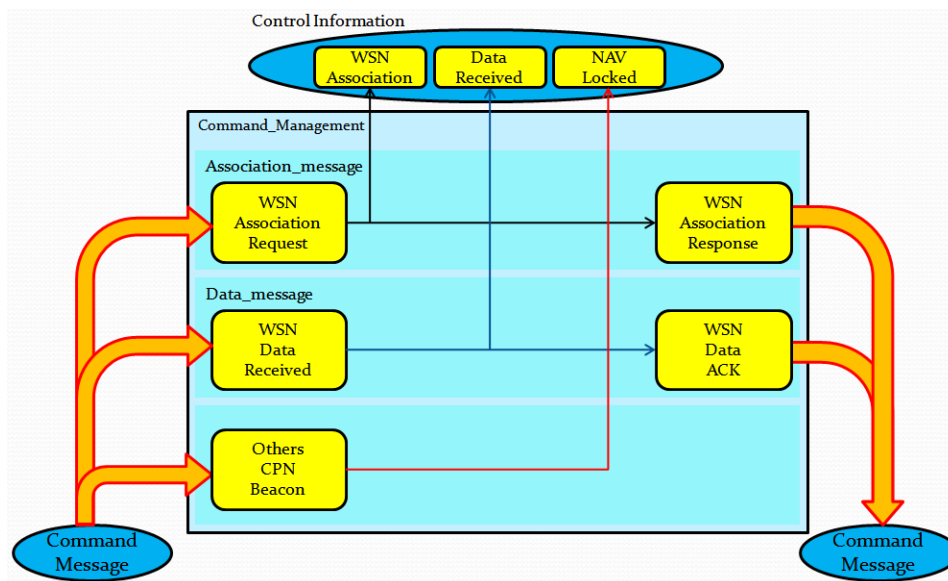 Control Information
WSN
Association
Data
Received
NAV
Locked
Command_Management
Association_message
WSN
Association
Request
WSN
Association
Response
Data_message
WSN
Data
Received
WSN
Data
ACK
Others
CPN
Beacon
Command
Message
Command
Message